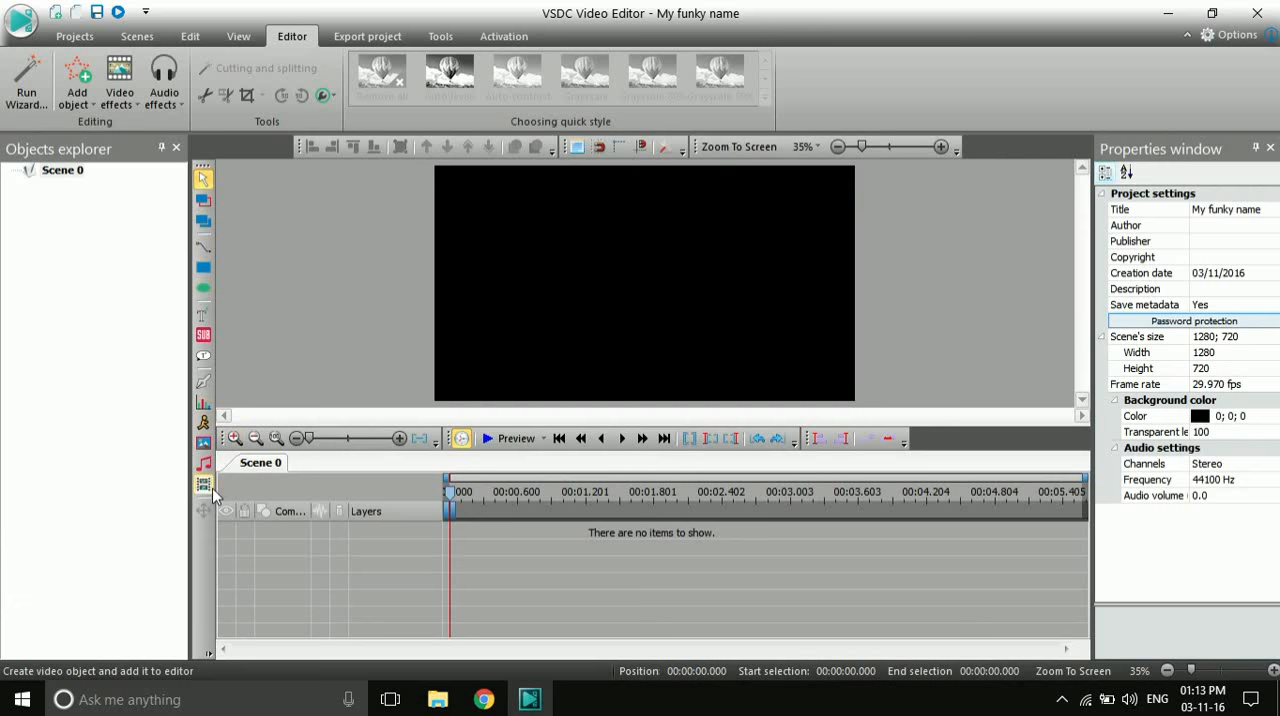 VSDC Video Editor - My funky name
Projects Scenes Edit View Editor Export project Tools Activation Options
Run Wizard...
Add object
Video effects
Audio effects
Editing
Cutting and splitting
Tools
Remove all Auto levels Auto contrast Grayscale
Choosing quick style
Objects explorer
Scene 0
Zoom To Screen 35%
SUB
T
Preview
Scene 0
000 00:00.600 00:01.201 00:01.801 00:02.402 00:03.003 00:03.603 00:04.204 00:04.804 00:05.405
Com... Layers
There are no items to show.
Properties window
Project settings
Title My funky name
Author
Publisher
Copyright
Creation date 03/11/2016
Description
Save metadata Yes
Password protection
Scene's size 1280; 720
Width 1280
Height 720
Frame rate 29.970 fps
Background color
Color 0; 0; 0
Transparent le 100
Audio settings
Channels Stereo
Frequency 44100 Hz
Audio volume ( 0.0
Create video object and add it to editor
Position: 00:00:00.000 Start selection: 00:00:00.000 End selection 00:00:00.000 Zoom To Screen 35%
Ask me anything
ENG
01:13 PM
03-11-16